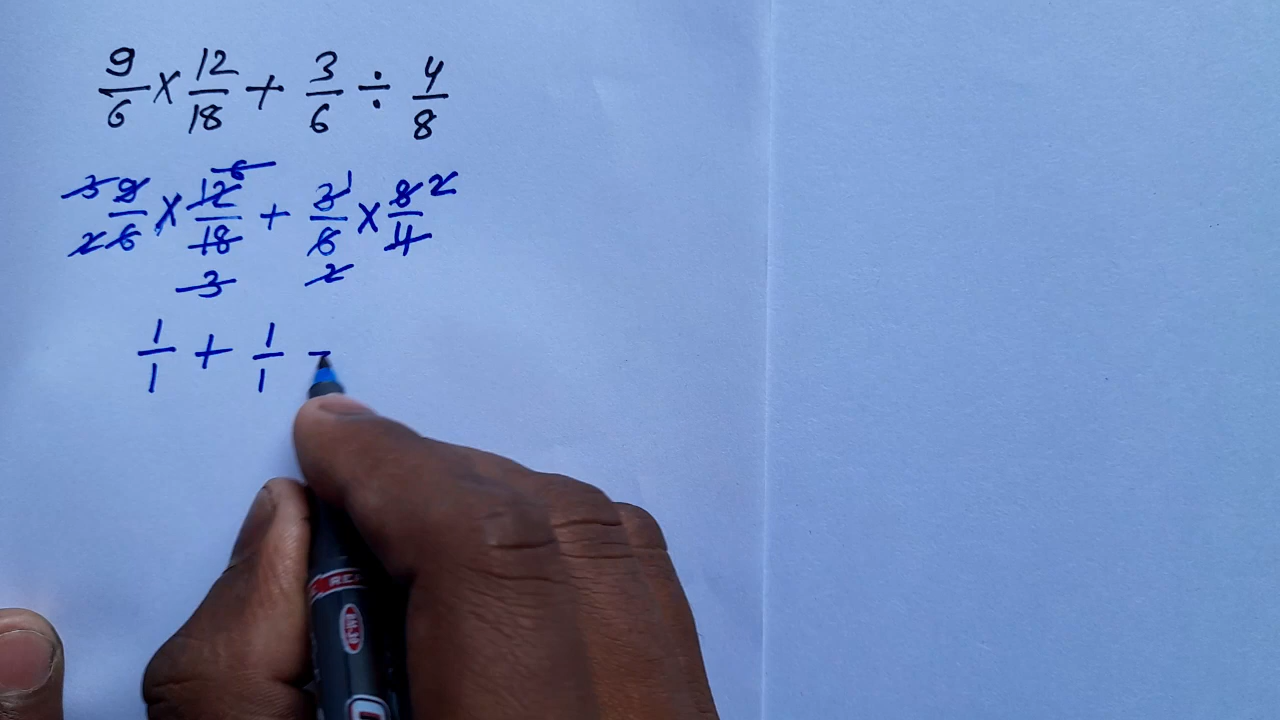 9/6 × 12/18 + 3/6 ÷ 4/8
3 9/6 2 × 12/18 6 3 + 3/6 1 2 × 8/4 2
1/1 + 1/1 =